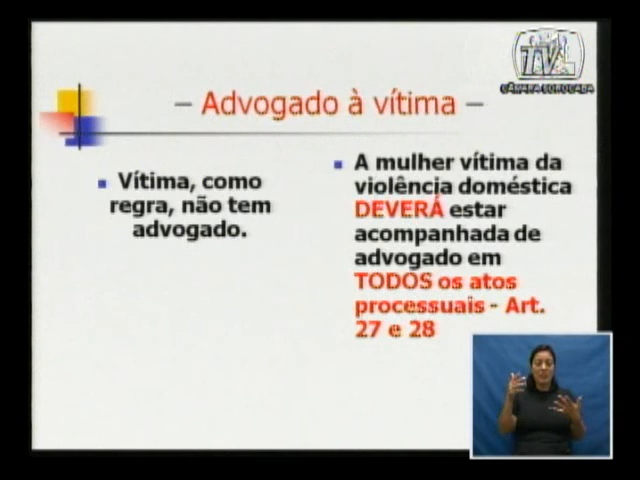 TVL
CÂMARA SOROCABA
– Advogado à vítima –
Vítima, como
regra, não tem
advogado.
A mulher vítima da
violência doméstica
DEVERÁ estar
acompanhada de
advogado em
TODOS os atos
processuais - Art.
27 e 28